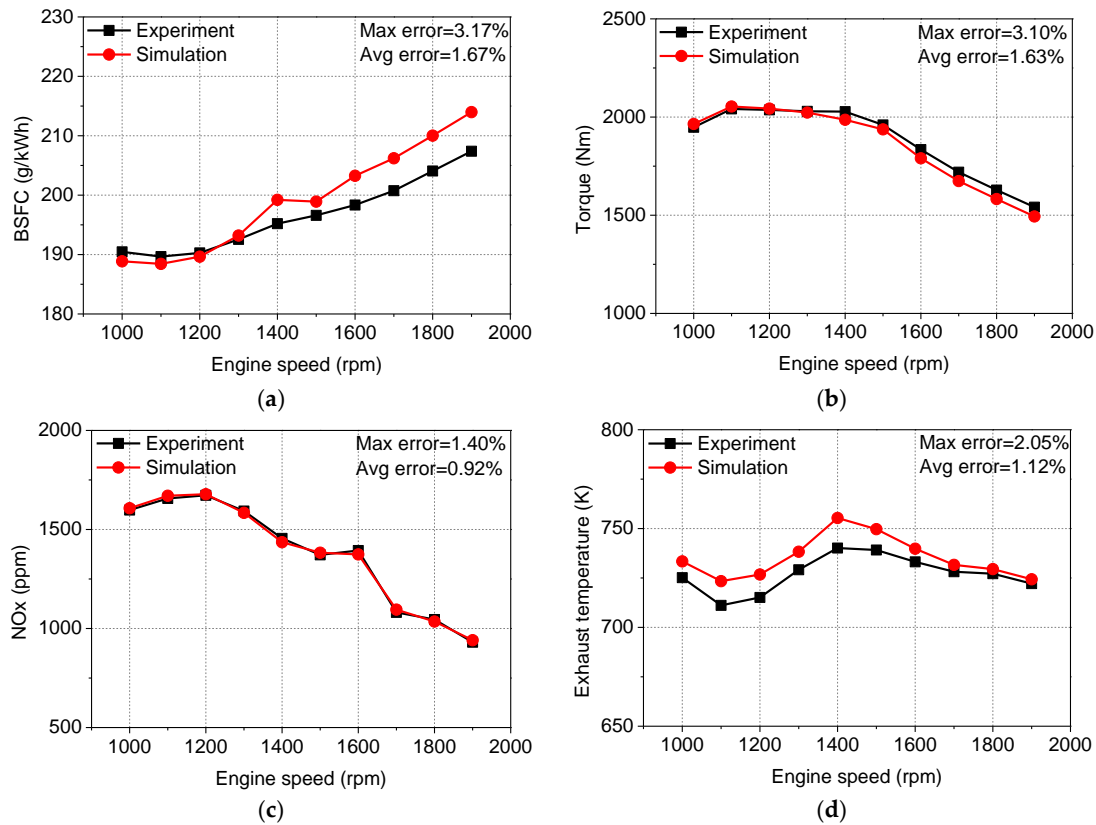 230
220
210
200
190
180
BSFC (g/kWh)
Experiment
Simulation
Max error=3.17%
Avg error=1.67%
1000 1200 1400 1600 1800 2000
Engine speed (rpm)
(a)
2500
2000
1500
1000
Torque (Nm)
Experiment
Simulation
Max error=3.10%
Avg error=1.63%
1000 1200 1400 1600 1800 2000
Engine speed (rpm)
(b)
2000
1500
1000
500
NOx (ppm)
Experiment
Simulation
Max error=1.40%
Avg error=0.92%
1000 1200 1400 1600 1800 2000
Engine speed (rpm)
(c)
800
750
700
650
Exhaust temperature (K)
Experiment
Simulation
Max error=2.05%
Avg error=1.12%
1000 1200 1400 1600 1800 2000
Engine speed (rpm)
(d)